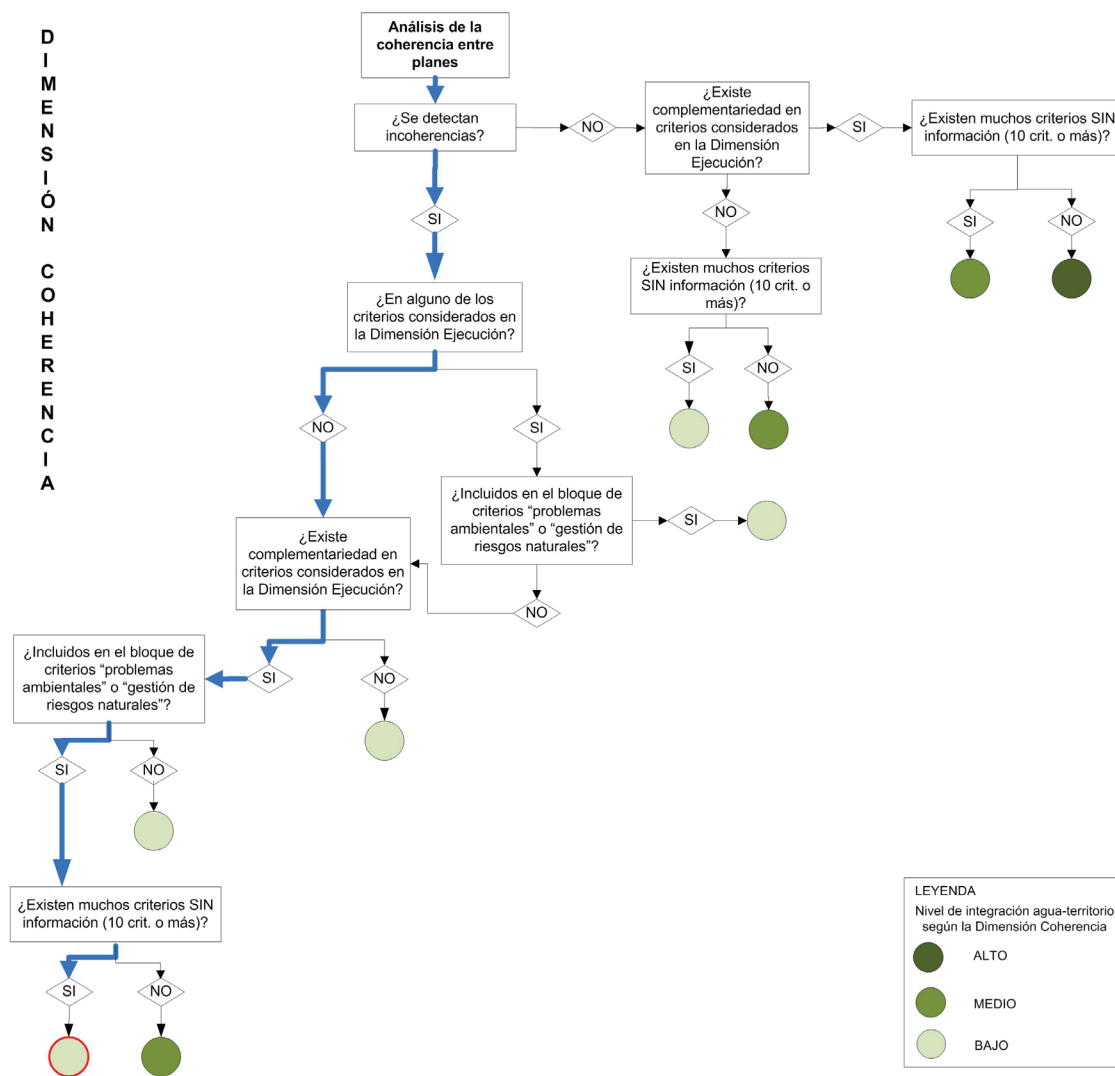 DIMENSIÓN COHERENCIA
Análisis de la
coherencia entre
planes
¿Se detectan
incoherencias?
NO
¿Existe
complementariedad en
criterios considerados
en la Dimensión
Ejecución?
SI
¿Existen muchos criterios SIN
información (10 crit. o más)?
SI
NO
NO
¿Existen muchos criterios
SIN información (10 crit. o
más)?
SI
NO
SI
¿En alguno de los
criterios considerados en
la Dimensión Ejecución?
NO
SI
¿Incluidos en el bloque de
criterios “problemas
ambientales” o “gestión de
riesgos naturales”?
SI
NO
¿Existe
complementariedad en
criterios considerados en
la Dimensión Ejecución?
SI
NO
¿Incluidos en el bloque de
criterios “problemas
ambientales” o “gestión de
riesgos naturales”?
SI
NO
¿Existen muchos criterios SIN
información (10 crit. o más)?
SI
NO
LEYENDA
Nivel de integración agua-territorio
según la Dimensión Coherencia
ALTO
MEDIO
BAJO